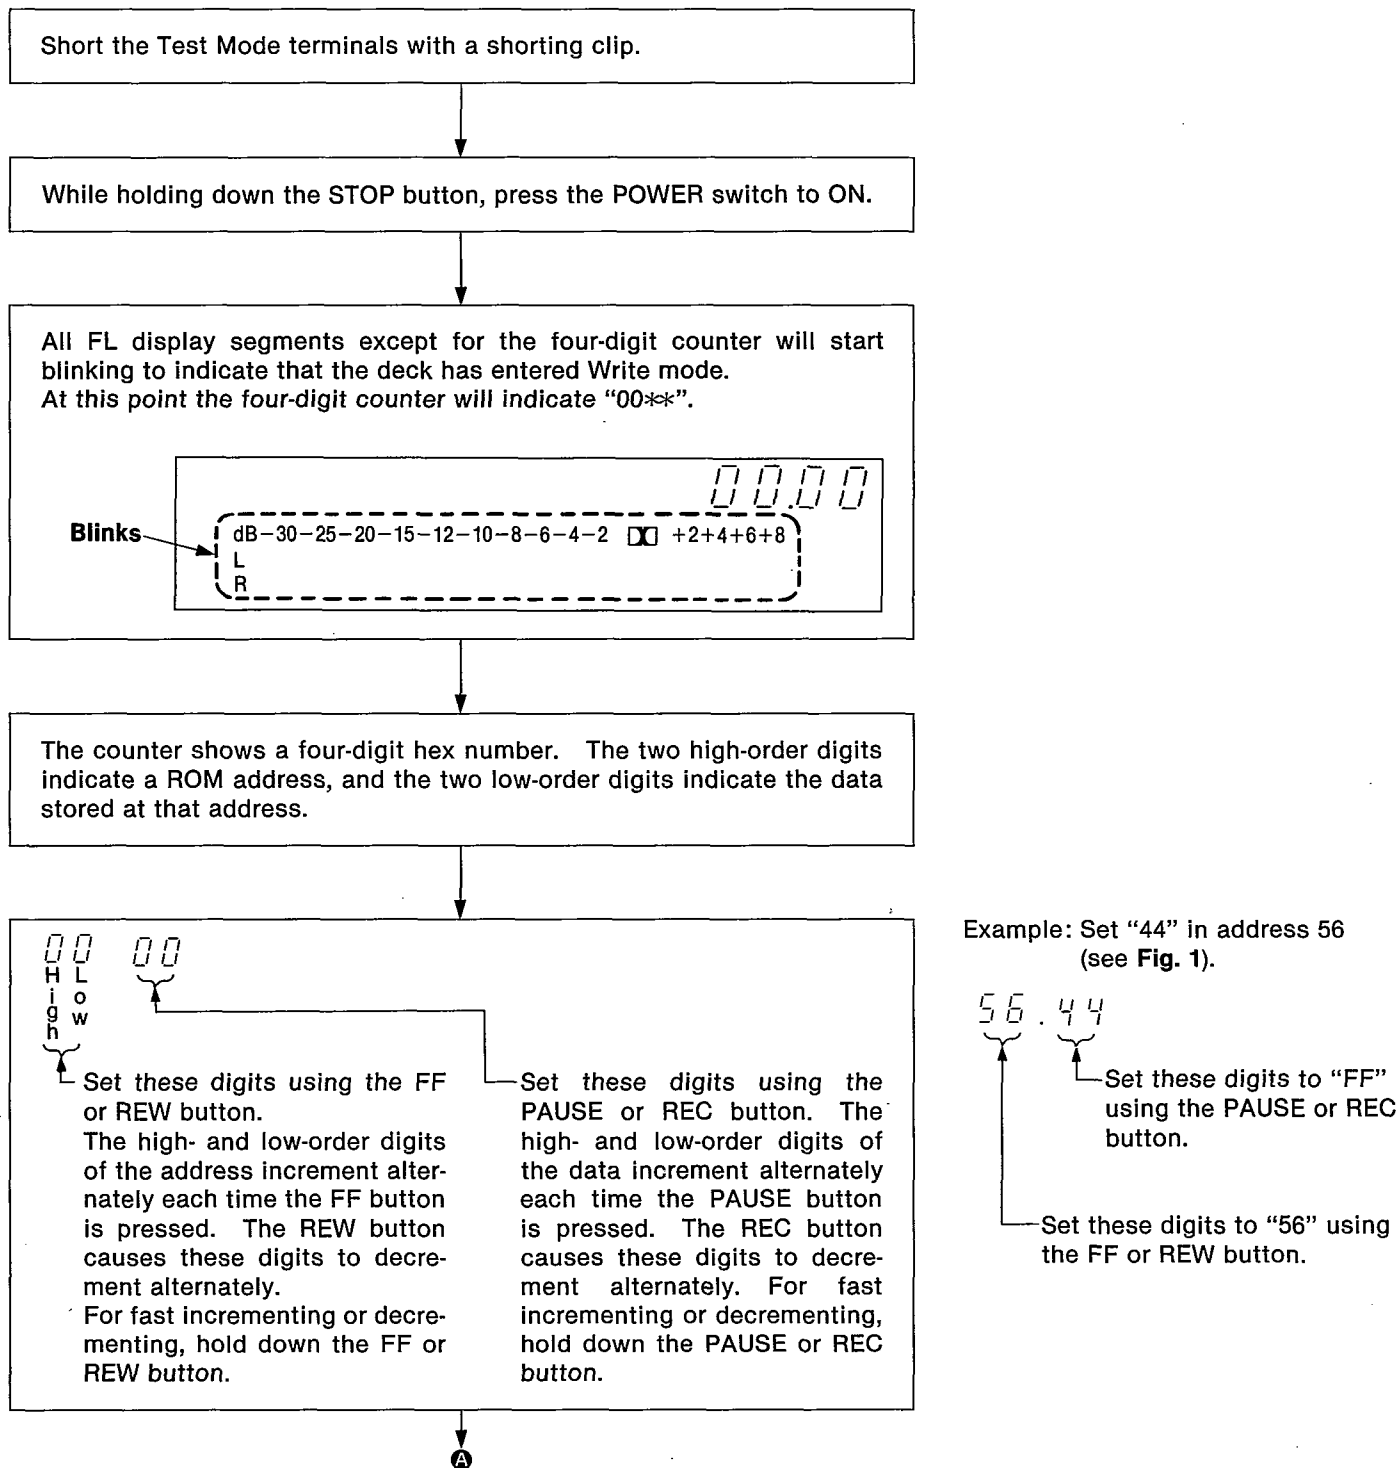 Short the Test Mode terminals with a shorting clip.
While holding down the STOP button, press the POWER switch to ON.
All FL display segments except for the four-digit counter will start
blinking to indicate that the deck has entered Write mode.
At this point the four-digit counter will indicate “00**”.
00.00
Blinks
dB-30-25-20-15-12-10-8-6-4-2 +2+4+6+8
L
R
The counter shows a four-digit hex number. The two high-order digits
indicate a ROM address, and the two low-order digits indicate the data
stored at that address.
00 00
High Low
Set these digits using the FF
or REW button.
The high- and low-order digits
of the address increment alter-
nately each time the FF button
is pressed. The REW button
causes these digits to decre-
ment alternately.
For fast incrementing or decre-
menting, hold down the FF or
REW button.
Set these digits using the
PAUSE or REC button. The
high- and low-order digits of
the data increment alternately
each time the PAUSE button
is pressed. The REC button
causes these digits to decre-
ment alternately. For fast
incrementing or decrementing,
hold down the PAUSE or REC
button.
Example: Set “44” in address 56
(see Fig. 1).
56.44
Set these digits to “FF”
using the PAUSE or REC
button.
Set these digits to “56” using
the FF or REW button.
A